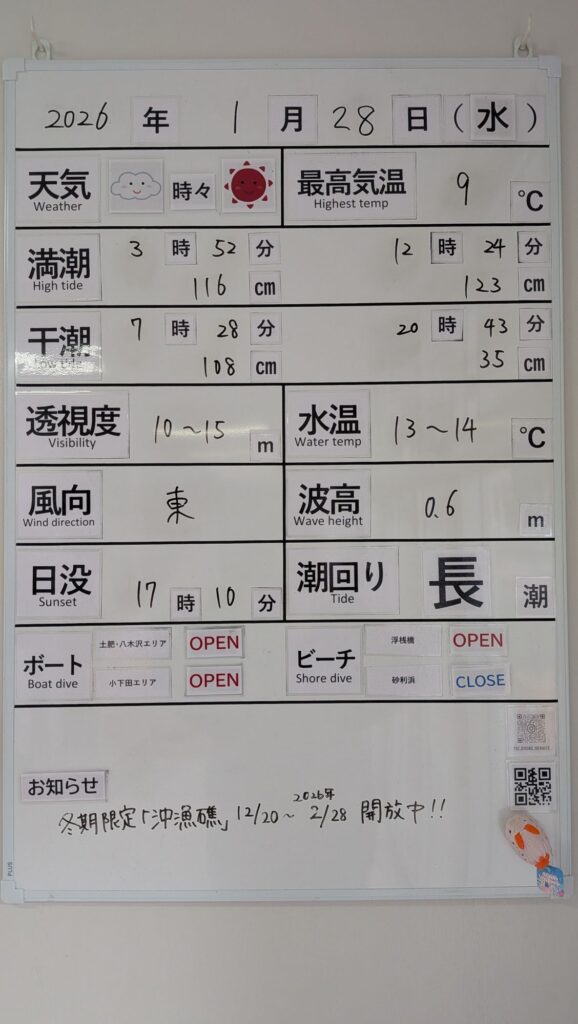 2026 年 1 月 28 日 (水)
天気 時々 最高気温 9 ℃
Weather Highest temp
満潮 3 時 52 分 12 時 24 分
High tide 116 cm 123 cm
干潮 7 時 28 分 20 時 43 分
Low tide 108 cm 35 cm
透視度 10〜15 m 水温 13〜14 ℃
Visibility Water temp
風向 東 波高 0.6 m
Wind direction Wave height
日没 17 時 10 分 潮回り 長 潮
Sunset Tide
ボート 土肥・八木沢エリア OPEN ビーチ 浮桟橋 OPEN
Boat dive 小下田エリア OPEN Shore dive 砂利浜 CLOSE
お知らせ
2026年
冬期限定「沖漁礁」12/20〜2/28 開放中!!
PLUS